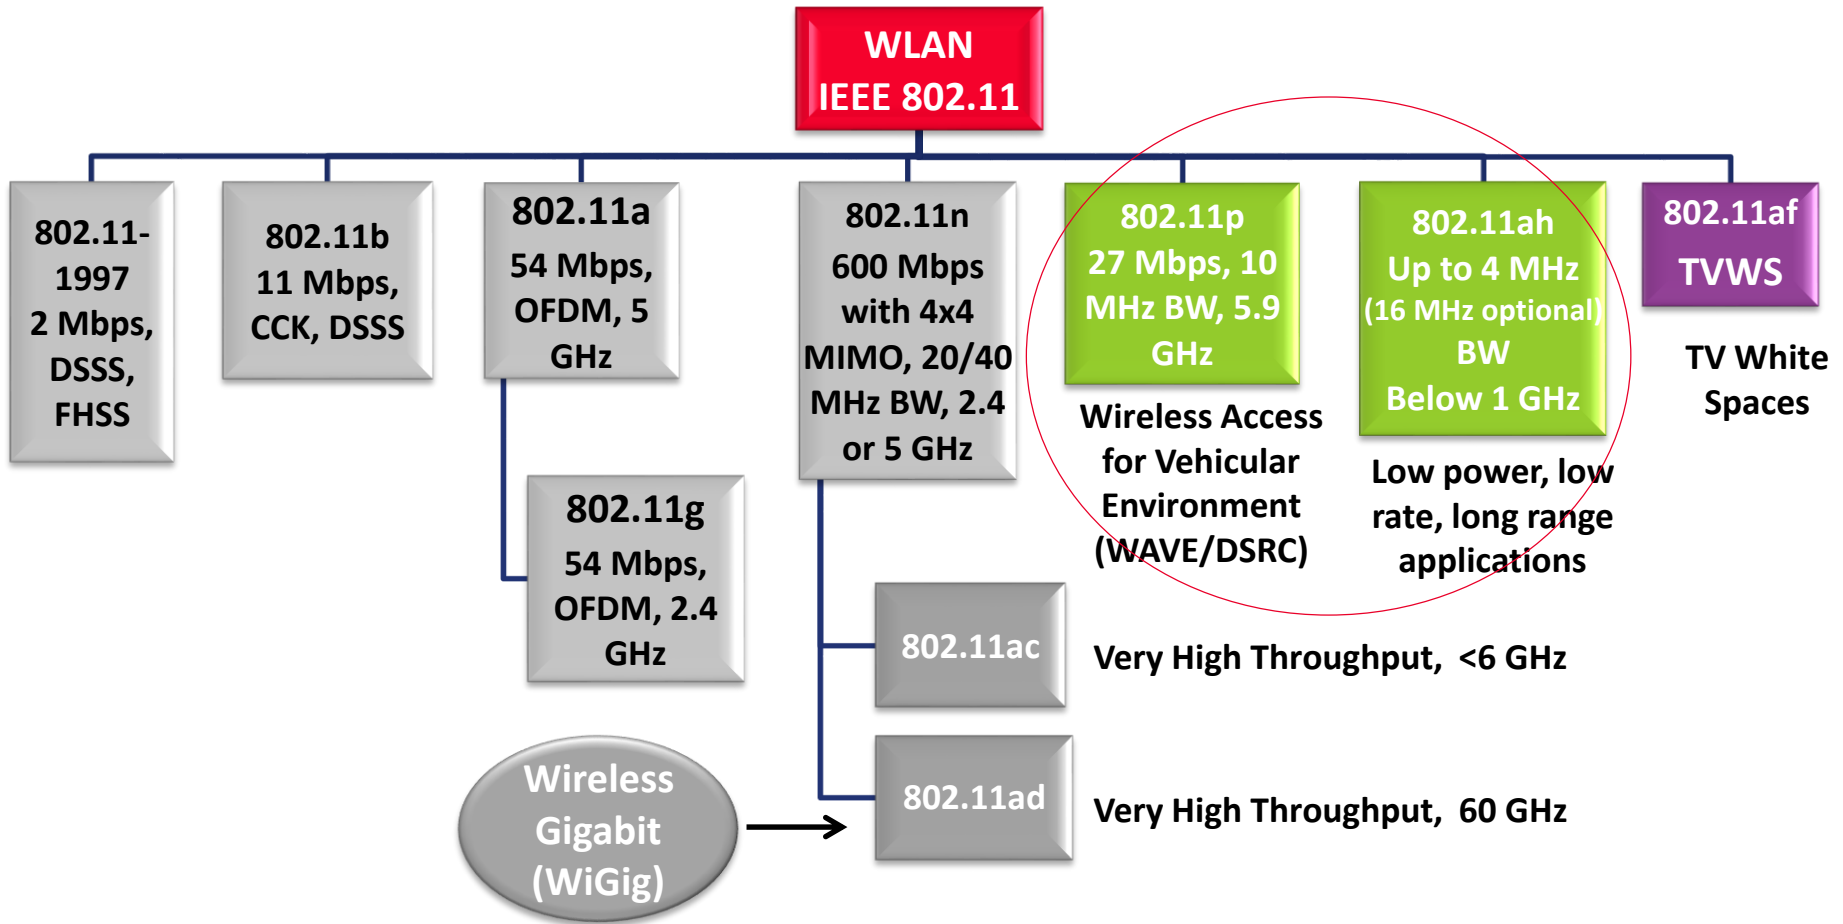 WLAN
IEEE 802.11
802.11-
1997
2 Mbps,
DSSS,
FHSS
802.11b
11 Mbps,
CCK, DSSS
802.11a
54 Mbps,
OFDM, 5
GHz
802.11n
600 Mbps
with 4x4
MIMO, 20/40
MHz BW, 2.4
or 5 GHz
802.11p
27 Mbps, 10
MHz BW, 5.9
GHz
802.11ah
Up to 4 MHz
(16 MHz optional)
BW
Below 1 GHz
802.11af
TVWS
Wireless Access
for Vehicular
Environment
(WAVE/DSRC)
Low power, low
rate, long range
applications
TV White
Spaces
802.11g
54 Mbps,
OFDM, 2.4
GHz
802.11ac
Very High Throughput,  <6 GHz
Wireless
Gigabit
(WiGig)
802.11ad
Very High Throughput,  60 GHz